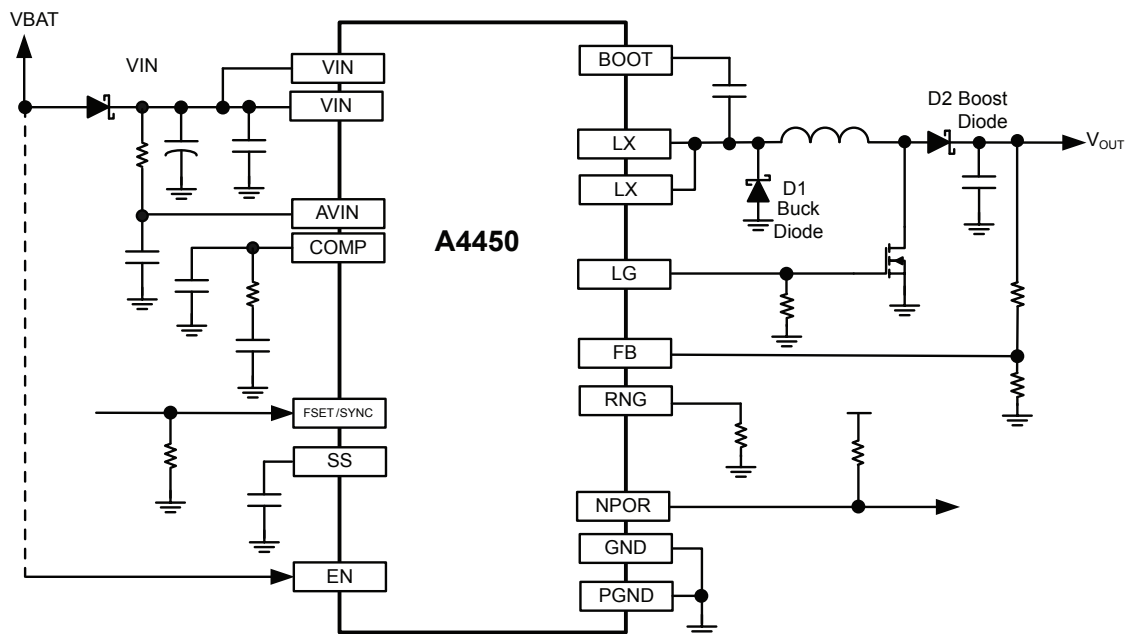 VBAT
VIN
VIN
VIN
AVIN
COMP
FSET/SYNC
SS
EN
A4450
BOOT
LX
LX
LG
FB
RNG
NPOR
GND
PGND
D1
Buck
Diode
D2 Boost
Diode
VOUT